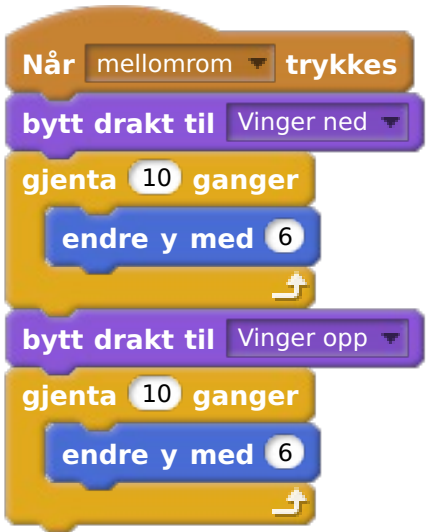 Når mellomrom trykkes
bytt drakt til Vinger ned
gjenta 10 ganger
endre y med 6
bytt drakt til Vinger opp
gjenta 10 ganger
endre y med 6